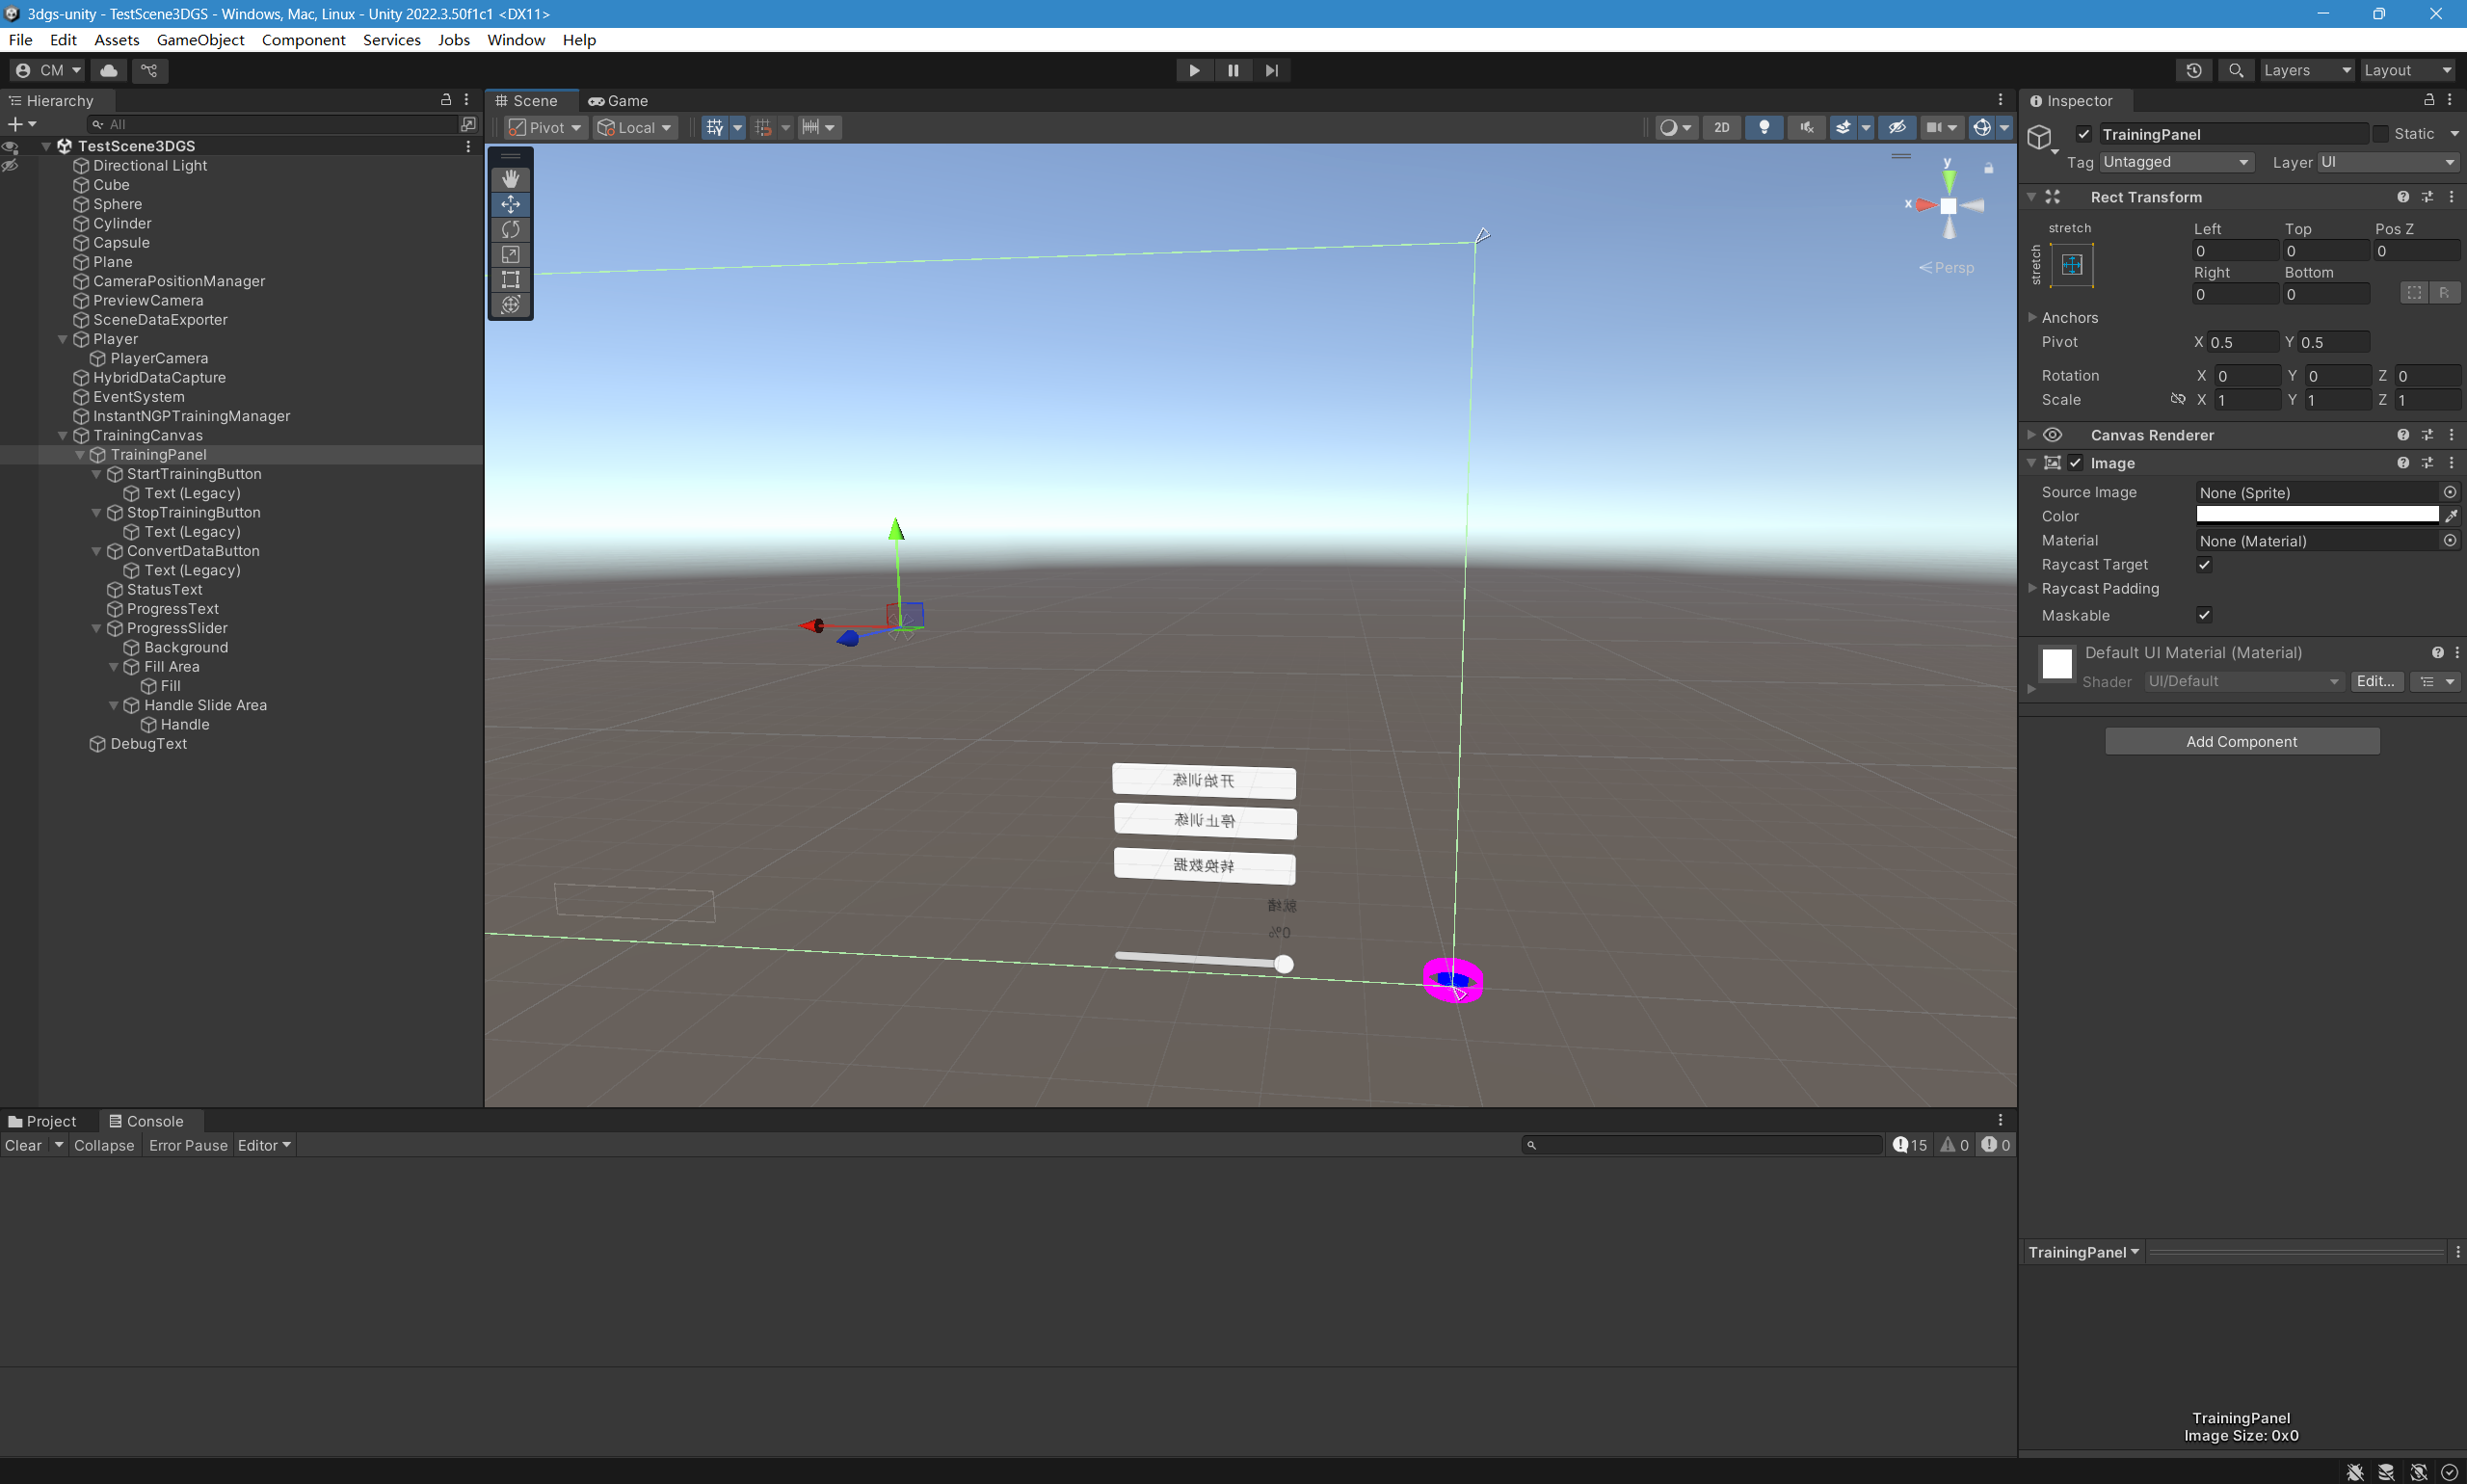 3dgs-unity - TestScene3DGS - Windows, Mac, Linux - Unity 2022.3.50f1c1 <DX11>
File Edit Assets GameObject Component Services Jobs Window Help
CM Layers Layout
Hierarchy
All
TestScene3DGS
Directional Light
Cube
Sphere
Cylinder
Capsule
Plane
CameraPositionManager
PreviewCamera
SceneDataExporter
Player
PlayerCamera
HybridDataCapture
EventSystem
InstantNGPTrainingManager
TrainingCanvas
TrainingPanel
StartTrainingButton
Text (Legacy)
StopTrainingButton
Text (Legacy)
ConvertDataButton
Text (Legacy)
StatusText
ProgressText
ProgressSlider
Background
Fill Area
Fill
Handle Slide Area
Handle
DebugText
Scene Game
Pivot Local 2D
y
x
Persp
开始训练
停止训练
转换数据
就绪
0%
Inspector
TrainingPanel Static
Tag Untagged Layer UI
Rect Transform
stretch
stretch
Left Top Pos Z
0 0 0
Right Bottom
0 0 R
Anchors
Pivot X 0.5 Y 0.5
Rotation X 0 Y 0 Z 0
Scale X 1 Y 1 Z 1
Canvas Renderer
Image
Source Image None (Sprite)
Color
Material None (Material)
Raycast Target
Raycast Padding
Maskable
Default UI Material (Material)
Shader UI/Default Edit...
Add Component
Project Console
Clear Collapse Error Pause Editor 15 0 0
TrainingPanel
TrainingPanel
Image Size: 0x0